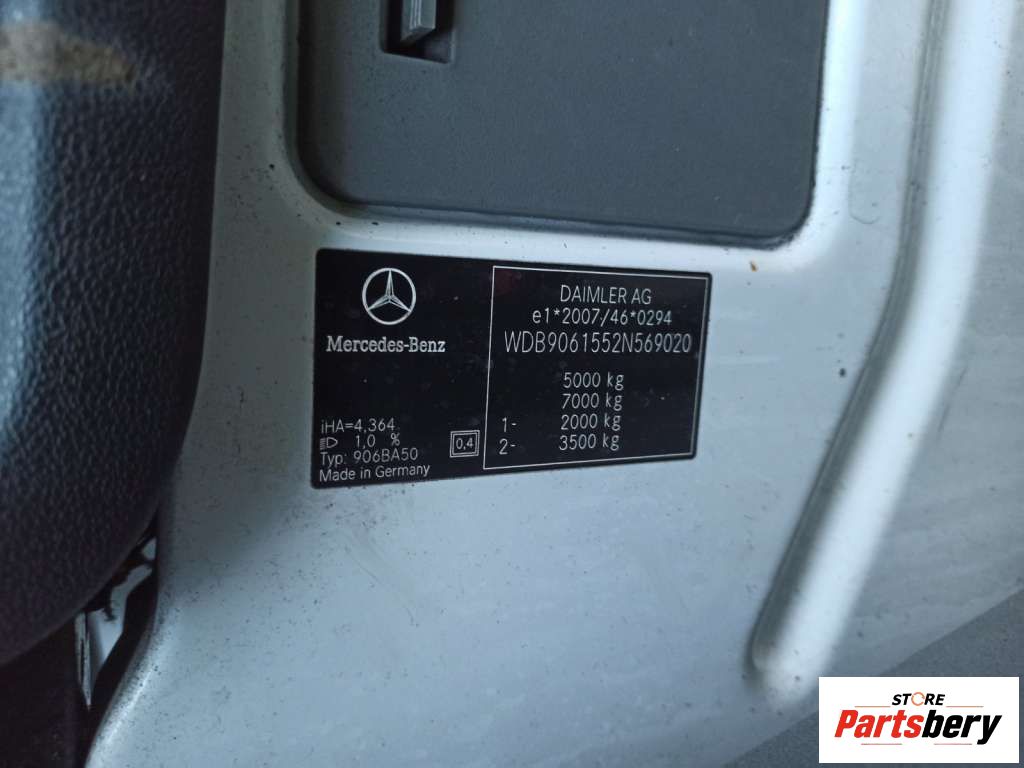 Mercedes-Benz
iHA=4,364
1,0 %
Typ: 906BA50
Made in Germany
0.4
DAIMLER AG
e1*2007/46*0294
WDB9061552N569020
5000 kg
7000 kg
1- 2000 kg
2- 3500 kg
STORE
Partsbery